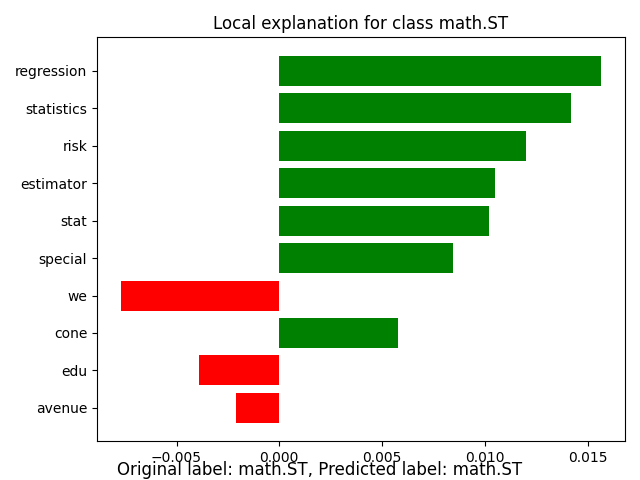 Local explanation for class math.ST
regression
statistics
risk
estimator
stat
special
we
cone
edu
avenue
−0.005 0.000 0.005 0.010 0.015
Original label: math.ST, Predicted label: math.ST